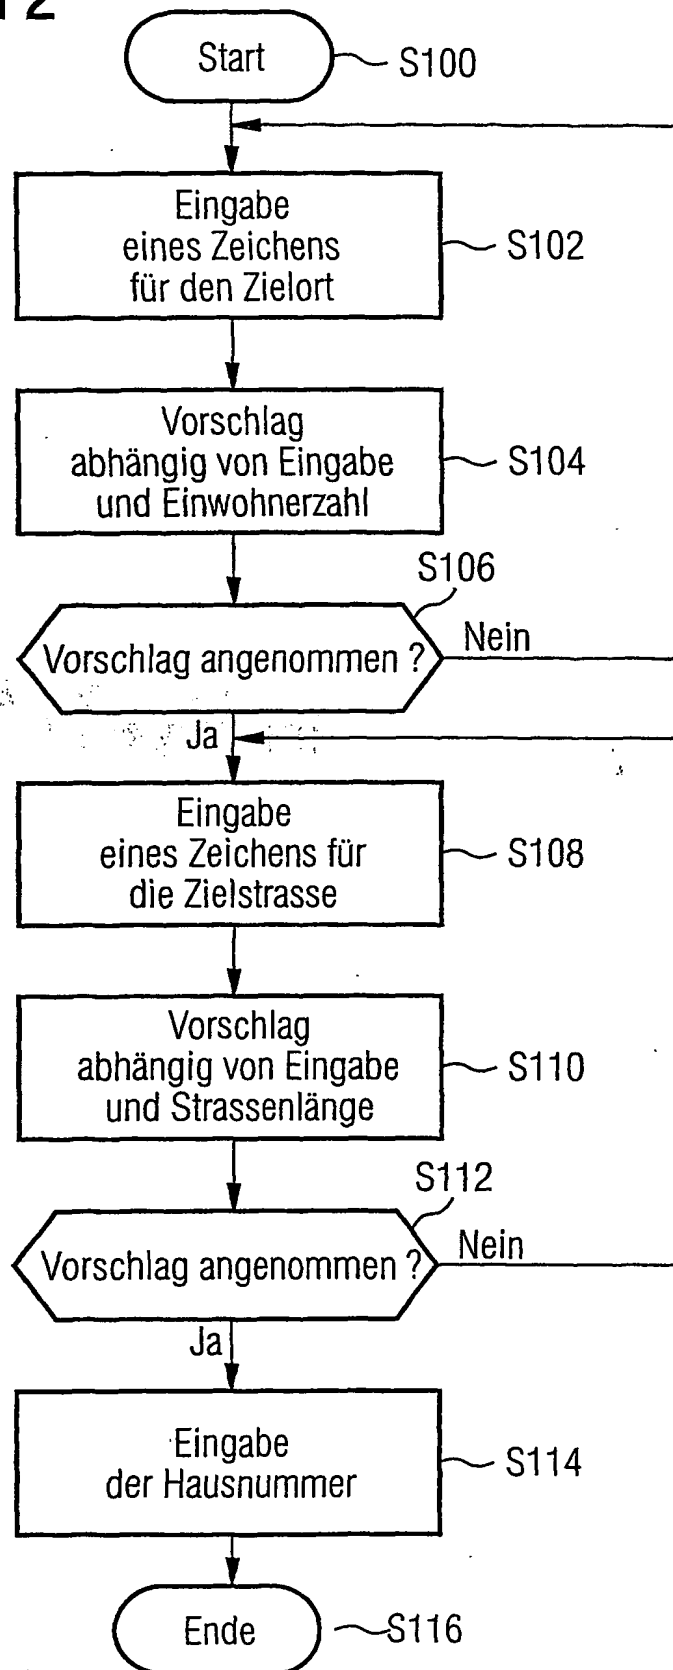 Start
S100
Eingabe
eines Zeichens
für den Zielort
S102
Vorschlag
abhängig von Eingabe
und Einwohnerzahl
S104
S106
Vorschlag angenommen ?
Nein
Ja
Eingabe
eines Zeichens für
die Zielstrasse
S108
Vorschlag
abhängig von Eingabe
und Strassenlänge
S110
S112
Vorschlag angenommen ?
Nein
Ja
Eingabe
der Hausnummer
S114
Ende
S116